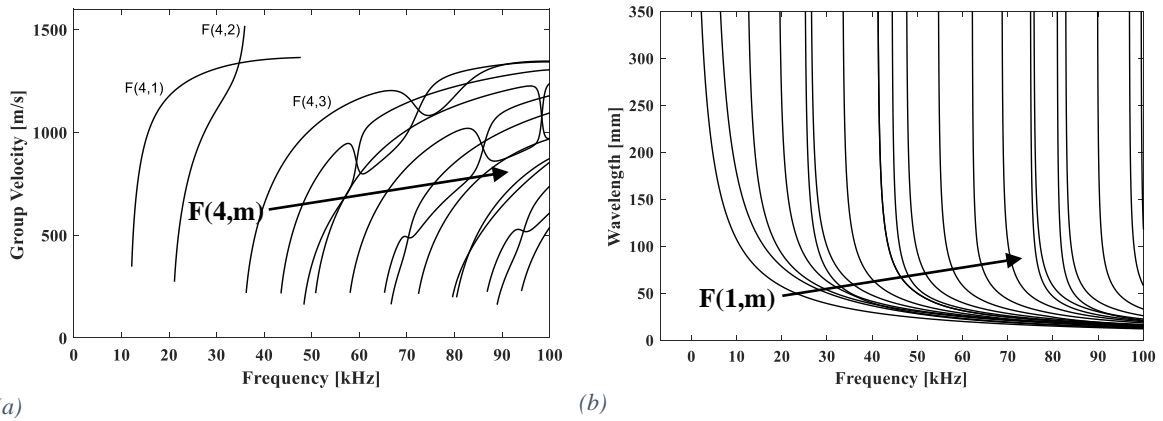 1500
1000
500
0
Group Velocity [m/s]
F(4,1)
F(4,2)
F(4,3)
F(4,m)
0 10 20 30 40 50 60 70 80 90 100
Frequency [kHz]
a)
350
300
250
200
150
100
50
0
Wavelength [mm]
F(1,m)
0 10 20 30 40 50 60 70 80 90 100
Frequency [kHz]
(b)